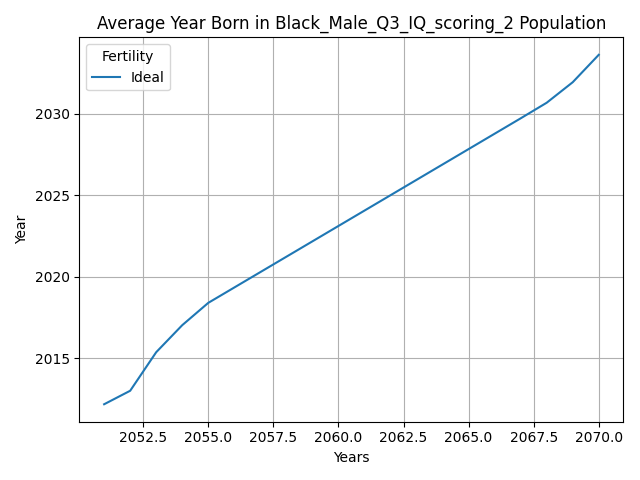 Average Year Born in Black_Male_Q3_IQ_scoring_2 Population
Fertility
Ideal
Year
2030
2025
2020
2015
2052.5 2055.0 2057.5 2060.0 2062.5 2065.0 2067.5 2070.0
Years